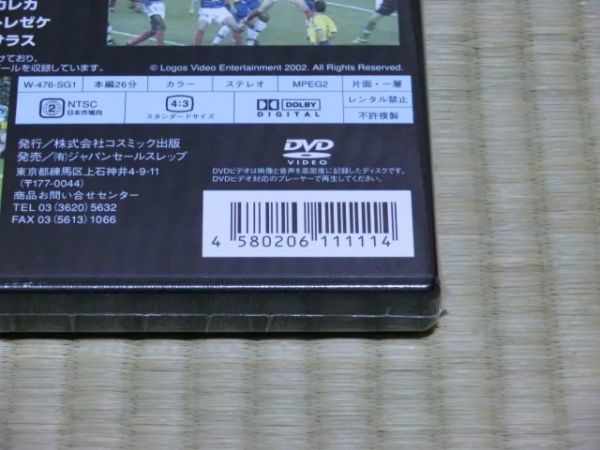 カレカ
トレゼケ
サラス
けており、
ゴールを収録しています。
© Logos Video Entertainment 2002. All Rights Reserved.
W-476-SG1 本編26分 カラー ステレオ MPEG2 片面・一層
2 NTSC 日本市場向
4:3 スタンダードサイズ
DOLBY DIGITAL
レンタル禁止
不許複製
発行/株式会社コスミック出版
発売/(有)ジャパンセールスレップ
東京都練馬区上石神井4-9-11
(〒177-0044)
商品お問い合せセンター
TEL 03 (3620) 5632
FAX 03 (5613) 1066
DVD
VIDEO
DVDビデオは映像と音声を高密度に記録したディスクです。
DVDビデオ対応のプレーヤーで再生してください。
4 580206 111114